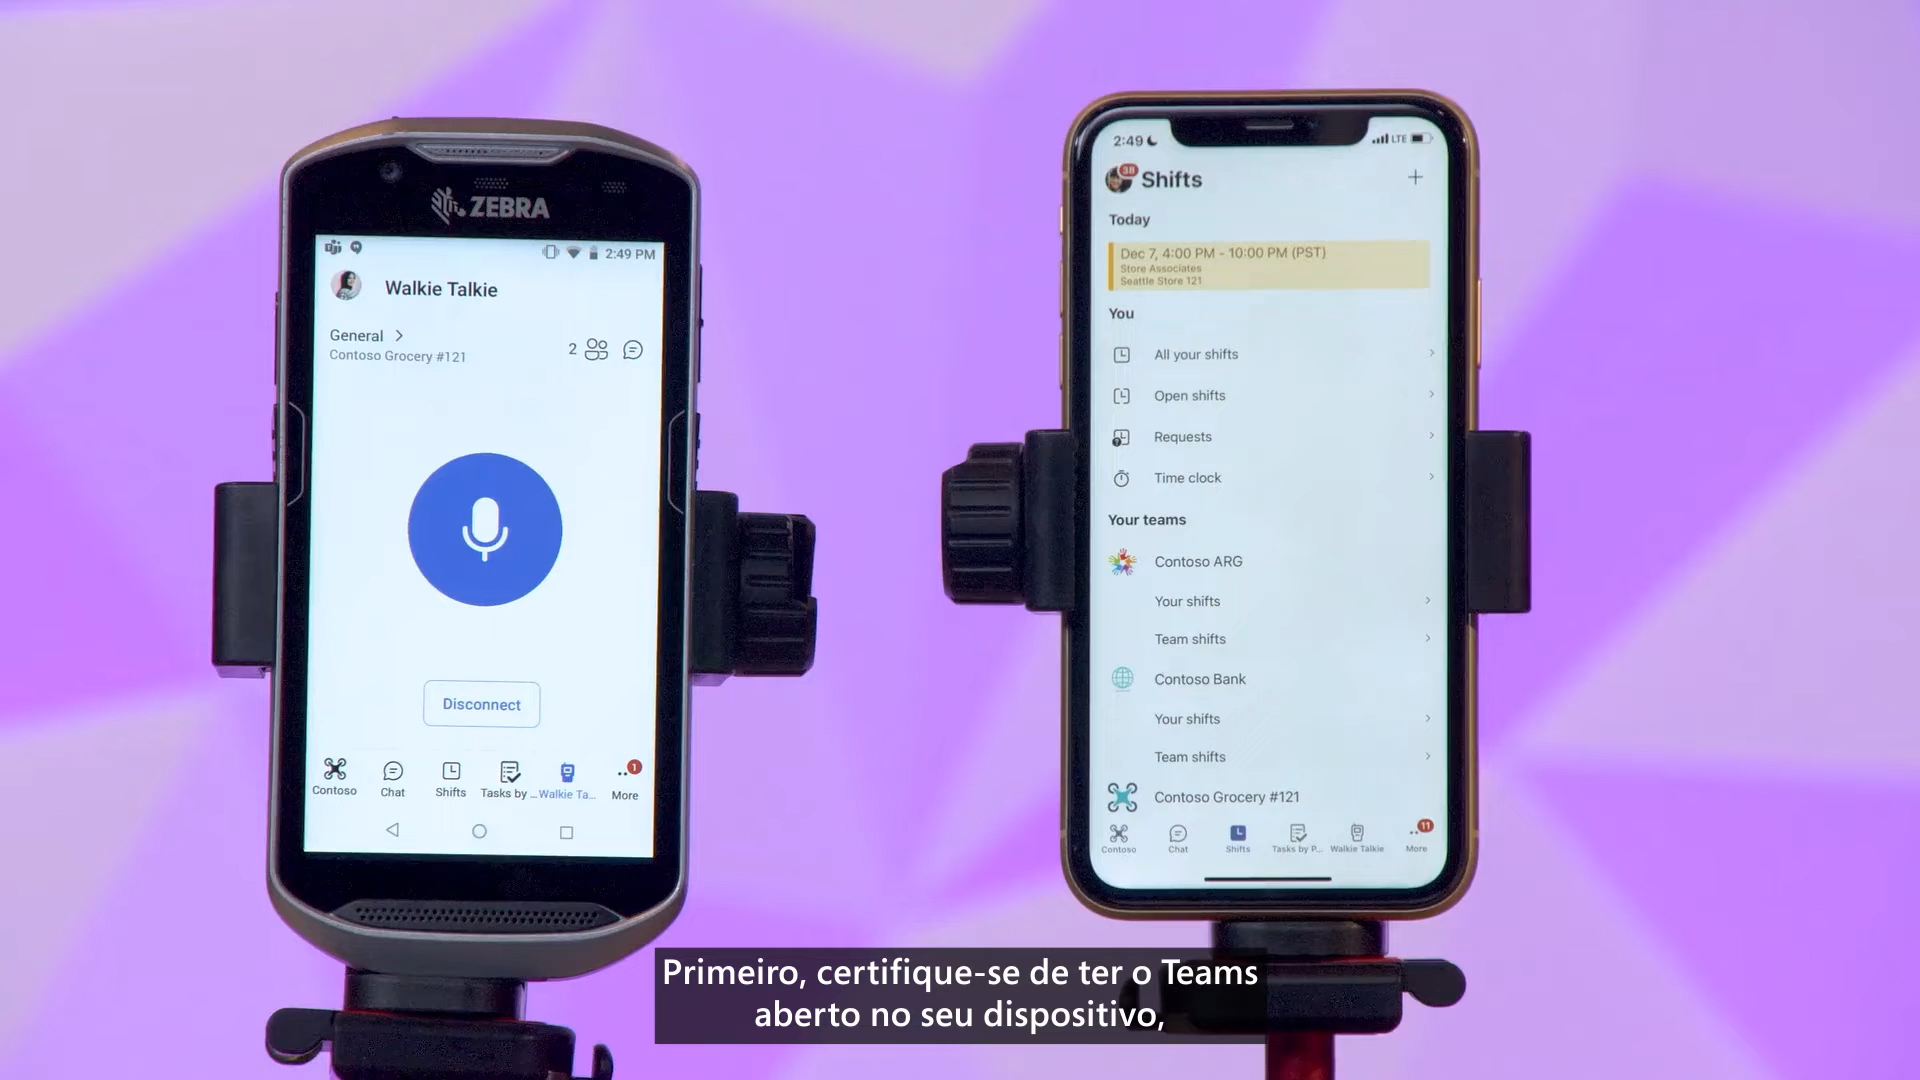 ZEBRA
2:49 PM
Walkie Talkie
General
Contoso Grocery #121
2
Disconnect
Contoso
Chat
Shifts
Tasks by ...
Walkie Ta...
1
More
2:49
LTE
38
Shifts
Today
Dec 7, 4:00 PM - 10:00 PM (PST)
Store Associates
Seattle Store 121
You
All your shifts
Open shifts
Requests
Time clock
Your teams
Contoso ARG
Your shifts
Team shifts
Contoso Bank
Your shifts
Team shifts
Contoso Grocery #121
Contoso
Chat
Shifts
Tasks by P...
Walkie Talkie
11
More
Primeiro, certifique-se de ter o Teams
aberto no seu dispositivo,